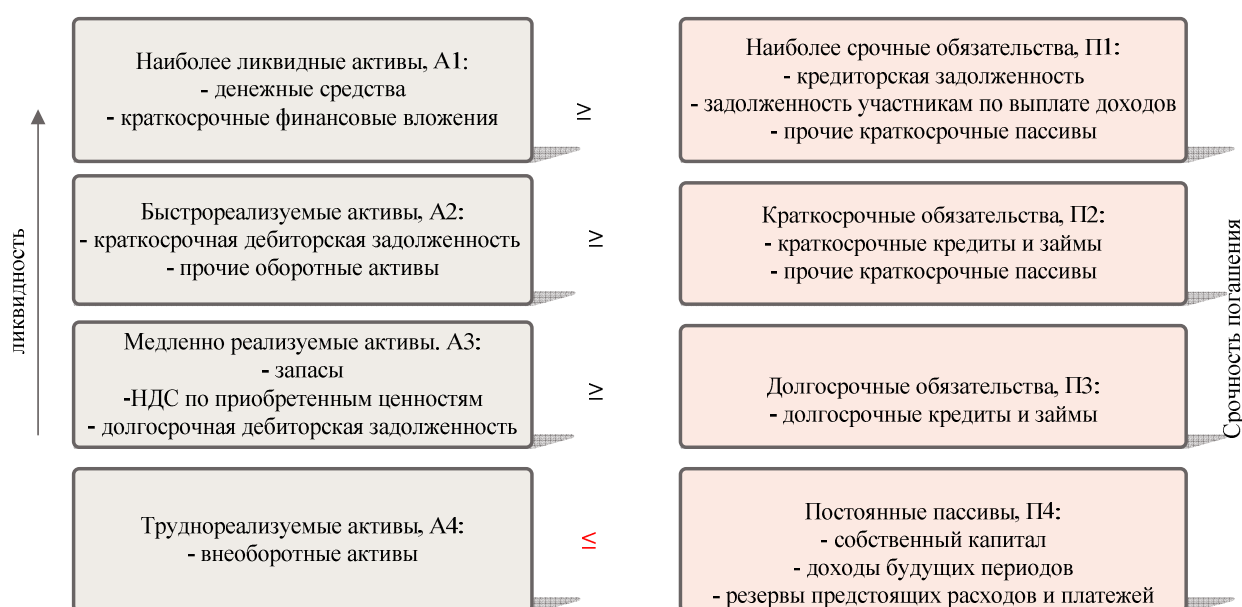 Наиболее ликвидные активы, А1:
- денежные средства
- краткосрочные финансовые вложения
≥
Наиболее срочные обязательства, П1:
- кредиторская задолженность
- задолженность участникам по выплате доходов
- прочие краткосрочные пассивы
ликвидность
Быстрореализуемые активы, А2:
- краткосрочная дебиторская задолженность
- прочие оборотные активы
≥
Краткосрочные обязательства, П2:
- краткосрочные кредиты и займы
- прочие краткосрочные пассивы
Срочность погашения
Медленно реализуемые активы. А3:
- запасы
-НДС по приобретенным ценностям
- долгосрочная дебиторская задолженность
≥
Долгосрочные обязательства, П3:
- долгосрочные кредиты и займы
Труднореализуемые активы, А4:
- внеоборотные активы
≤
Постоянные пассивы, П4:
- собственный капитал
- доходы будущих периодов
- резервы предстоящих расходов и платежей